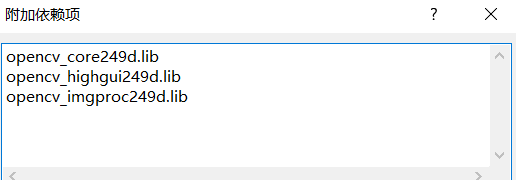 附加依赖项
opencv_core249d.lib
opencv_highgui249d.lib
opencv_imgproc249d.lib